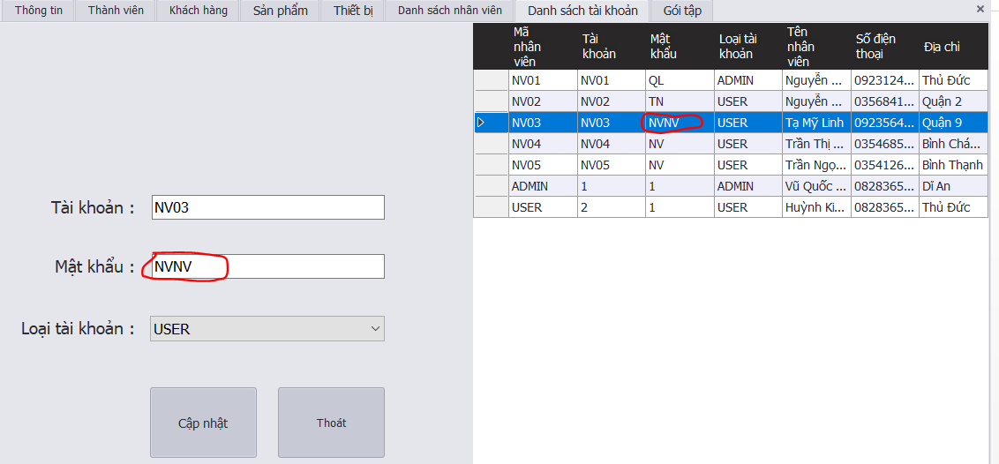 Thông tin Thành viên Khách hàng Sản phẩm Thiết bị Danh sách nhân viên Danh sách tài khoản Gói tập
Mã nhân viên Tài khoản Mật khẩu Loại tài khoản Tên nhân viên Số điện thoại Địa chỉ
NV01 NV01 QL ADMIN Nguyễn ... 0923124... Thủ Đức
NV02 NV02 TN USER Nguyễn ... 0356841... Quận 2
NV03 NV03 NVNV USER Tạ Mỹ Linh 0923564... Quận 9
NV04 NV04 NV USER Trần Thị ... 0354685... Bình Chá...
NV05 NV05 NV USER Trần Ngọ... 0354126... Bình Thạnh
ADMIN 1 1 ADMIN Vũ Quốc ... 0828365... Dĩ An
USER 2 1 USER Huỳnh Ki... 0828365... Thủ Đức
Tài khoản : NV03
Mật khẩu : NVNV
Loại tài khoản : USER
Cập nhật Thoát